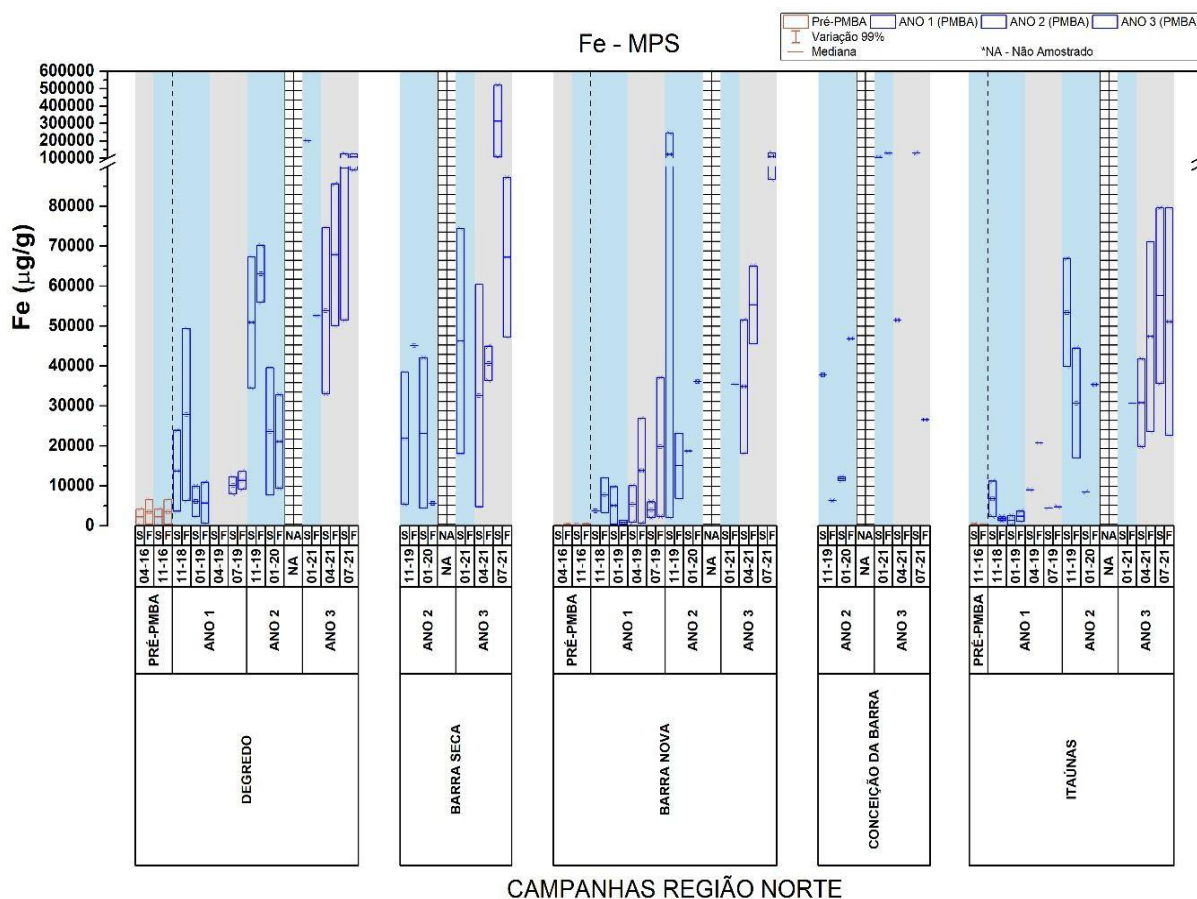 Fe - MPS
Pré-PMBA ANO 1 (PMBA) ANO 2 (PMBA) ANO 3 (PMBA)
Variação 99%
Mediana *NA - Não Amostrado
Fe (µg/g)
600000
500000
400000
300000
200000
100000
80000
70000
60000
50000
40000
30000
20000
10000
0
S F S F S F S F S F S F S F S F NA S F S F S F
04-16 11-16 11-18 01-19 04-19 07-19 11-19 01-20 NA 01-21 04-21 07-21
PRÉ-PMBA ANO 1 ANO 2 ANO 3
DEGREDO
S F S F NA S F S F S F
11-19 01-20 NA 01-21 04-21 07-21
ANO 2 ANO 3
BARRA SECA
S F S F S F S F S F S F S F S F NA S F S F S F
04-16 11-16 11-18 01-19 04-19 07-19 11-19 01-20 NA 01-21 04-21 07-21
PRÉ-PMBA ANO 1 ANO 2 ANO 3
BARRA NOVA
S F S F NA S F S F S F
11-19 01-20 NA 01-21 04-21 07-21
ANO 2 ANO 3
CONCEIÇÃO DA BARRA
S F S F S F S F S F S F S F NA S F S F S F
11-16 11-18 01-19 04-19 07-19 11-19 01-20 NA 01-21 04-21 07-21
PRÉ-PMBA ANO 1 ANO 2 ANO 3
ITAÚNAS
CAMPANHAS REGIÃO NORTE